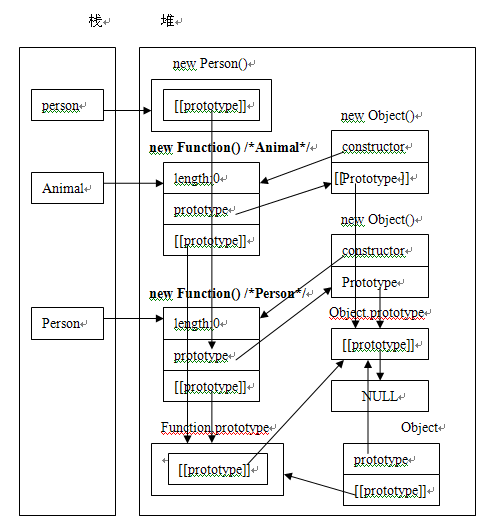 栈 堆
new Person()
person
[[prototype]]
new Object()
new Function() /*Animal*/
constructor
Animal
length:0
[[Prototype]]
prototype
new Object()
[[prototype]]
constructor
new Function() /*Person*/
Prototype
Person
length:0
Object.prototype
prototype
[[prototype]]
[[prototype]]
NULL
Function.prototype
Object
[[prototype]]
prototype
[[prototype]]